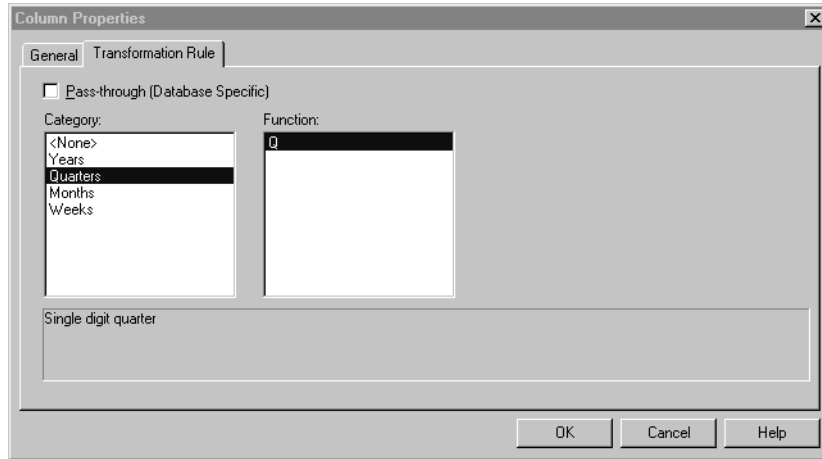 Column Properties
General Transformation Rule
Pass-through (Database Specific)
Category: Function:
<None> Q
Years
Quarters
Months
Weeks
Single digit quarter
OK Cancel Help